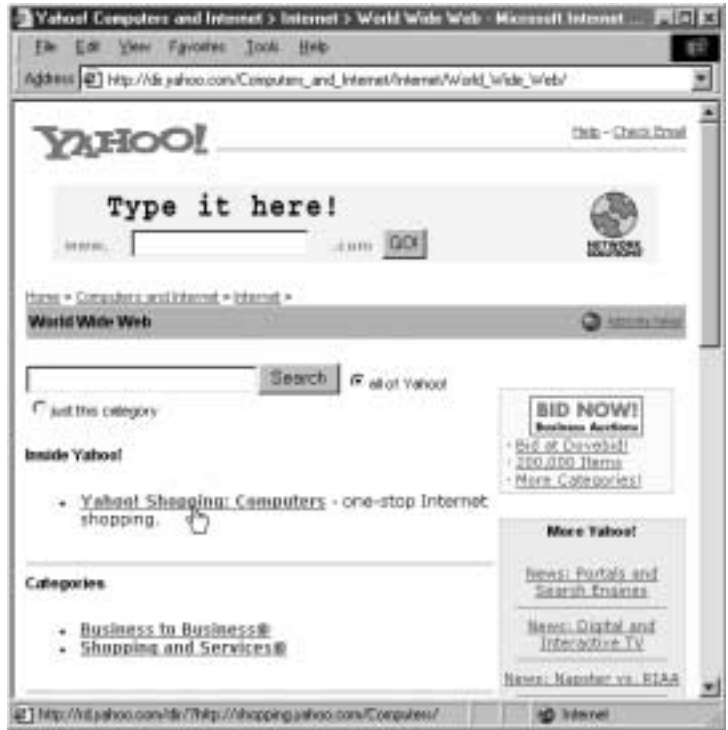 Yahoo! Computers and Internet > Internet > World Wide Web - Microsoft Internet ...
File Edit View Favorites Tools Help
Address http://dir.yahoo.com/Computers_and_Internet/Internet/World_Wide_Web/
YAHOO!
Help - Check Email
Type it here!
www. .com GO!
NETWORK SOLUTIONS
Home > Computers and Internet > Internet >
World Wide Web
Search all of Yahoo!
just this category
Inside Yahoo!
• Yahoo! Shopping: Computers - one-stop Internet
shopping.
Categories
• Business to Business@
• Shopping and Services@
BID NOW!
Business Auctions
· Bid at Dovebid!
· 200,000 Items
· More Categories!
More Yahoo!
News: Portals and
Search Engines
News: Digital and
Interactive TV
News: Napster vs. RIAA
http://rd.yahoo.com/dir/?http://shopping.yahoo.com/Computers/ Internet